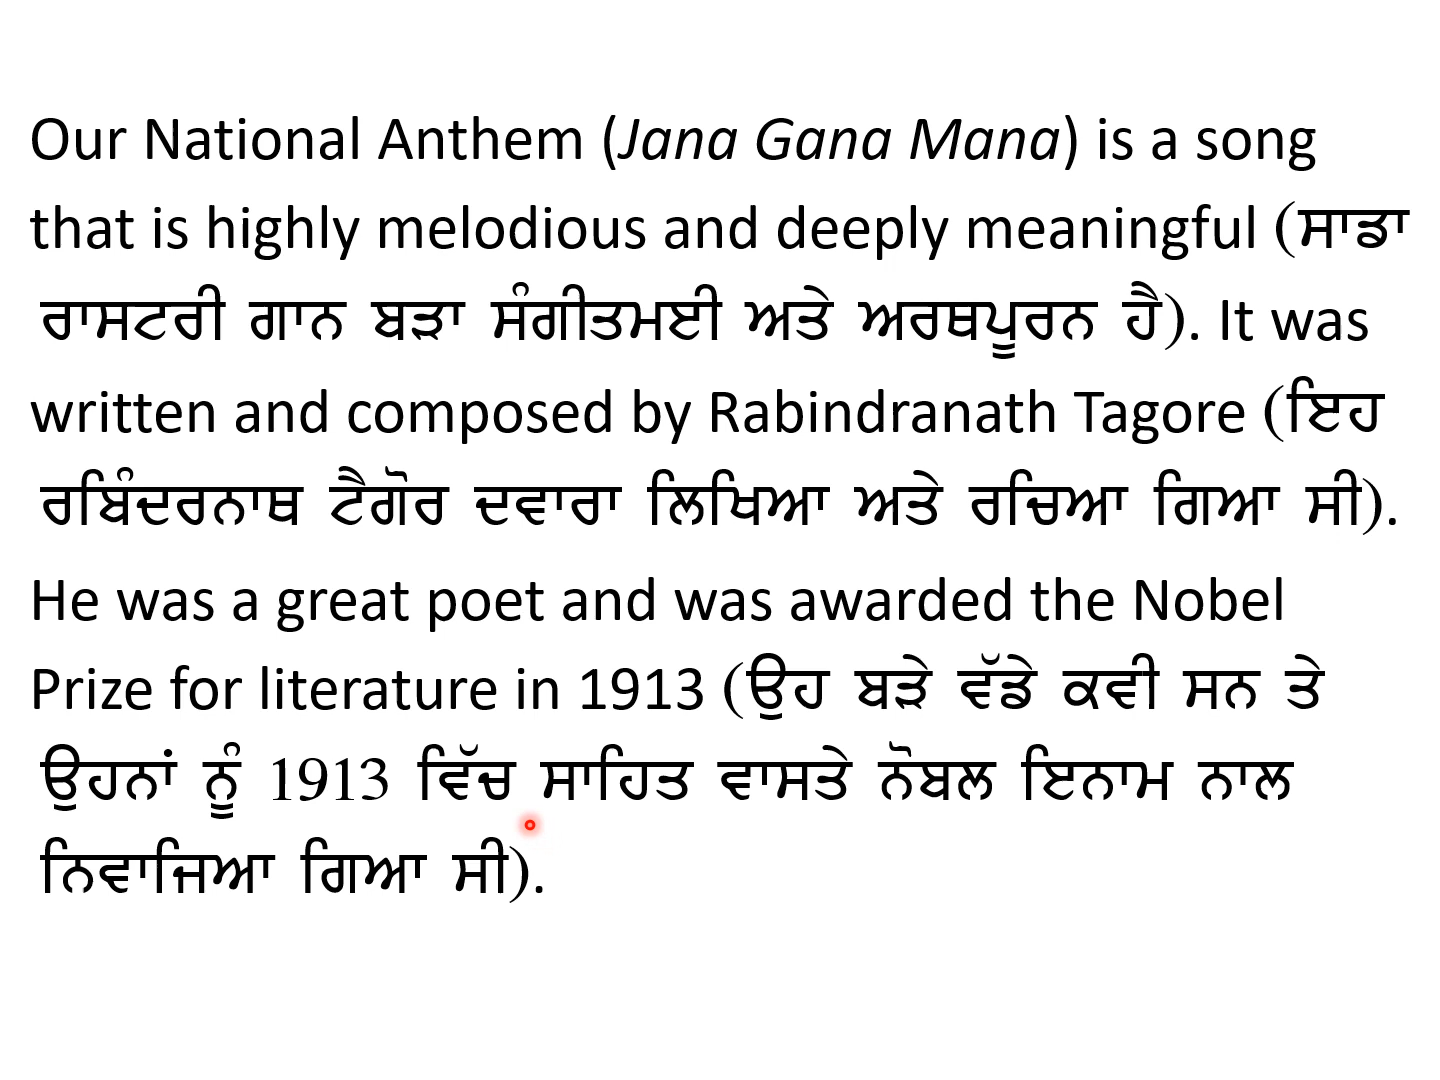 Our National Anthem (Jana Gana Mana) is a song
that is highly melodious and deeply meaningful (ਸਾਡਾ
ਰਾਸਟਰੀ ਗਾਨ ਬੜਾ ਸੰਗੀਤਮਈ ਅਤੇ ਅਰਥਪੂਰਨ ਹੈ). It was
written and composed by Rabindranath Tagore (ਇਹ
ਰਬਿੰਦਰਨਾਥ ਟੈਗੋਰ ਦਵਾਰਾ ਲਿਖਿਆ ਅਤੇ ਰਚਿਆ ਗਿਆ ਸੀ).
He was a great poet and was awarded the Nobel
Prize for literature in 1913 (ਉਹ ਬੜੇ ਵੱਡੇ ਕਵੀ ਸਨ ਤੇ
ਉਹਨਾਂ ਨੂੰ 1913 ਵਿੱਚ ਸਾਹਿਤ ਵਾਸਤੇ ਨੋਬਲ ਇਨਾਮ ਨਾਲ
ਨਿਵਾਜਿਆ ਗਿਆ ਸੀ).